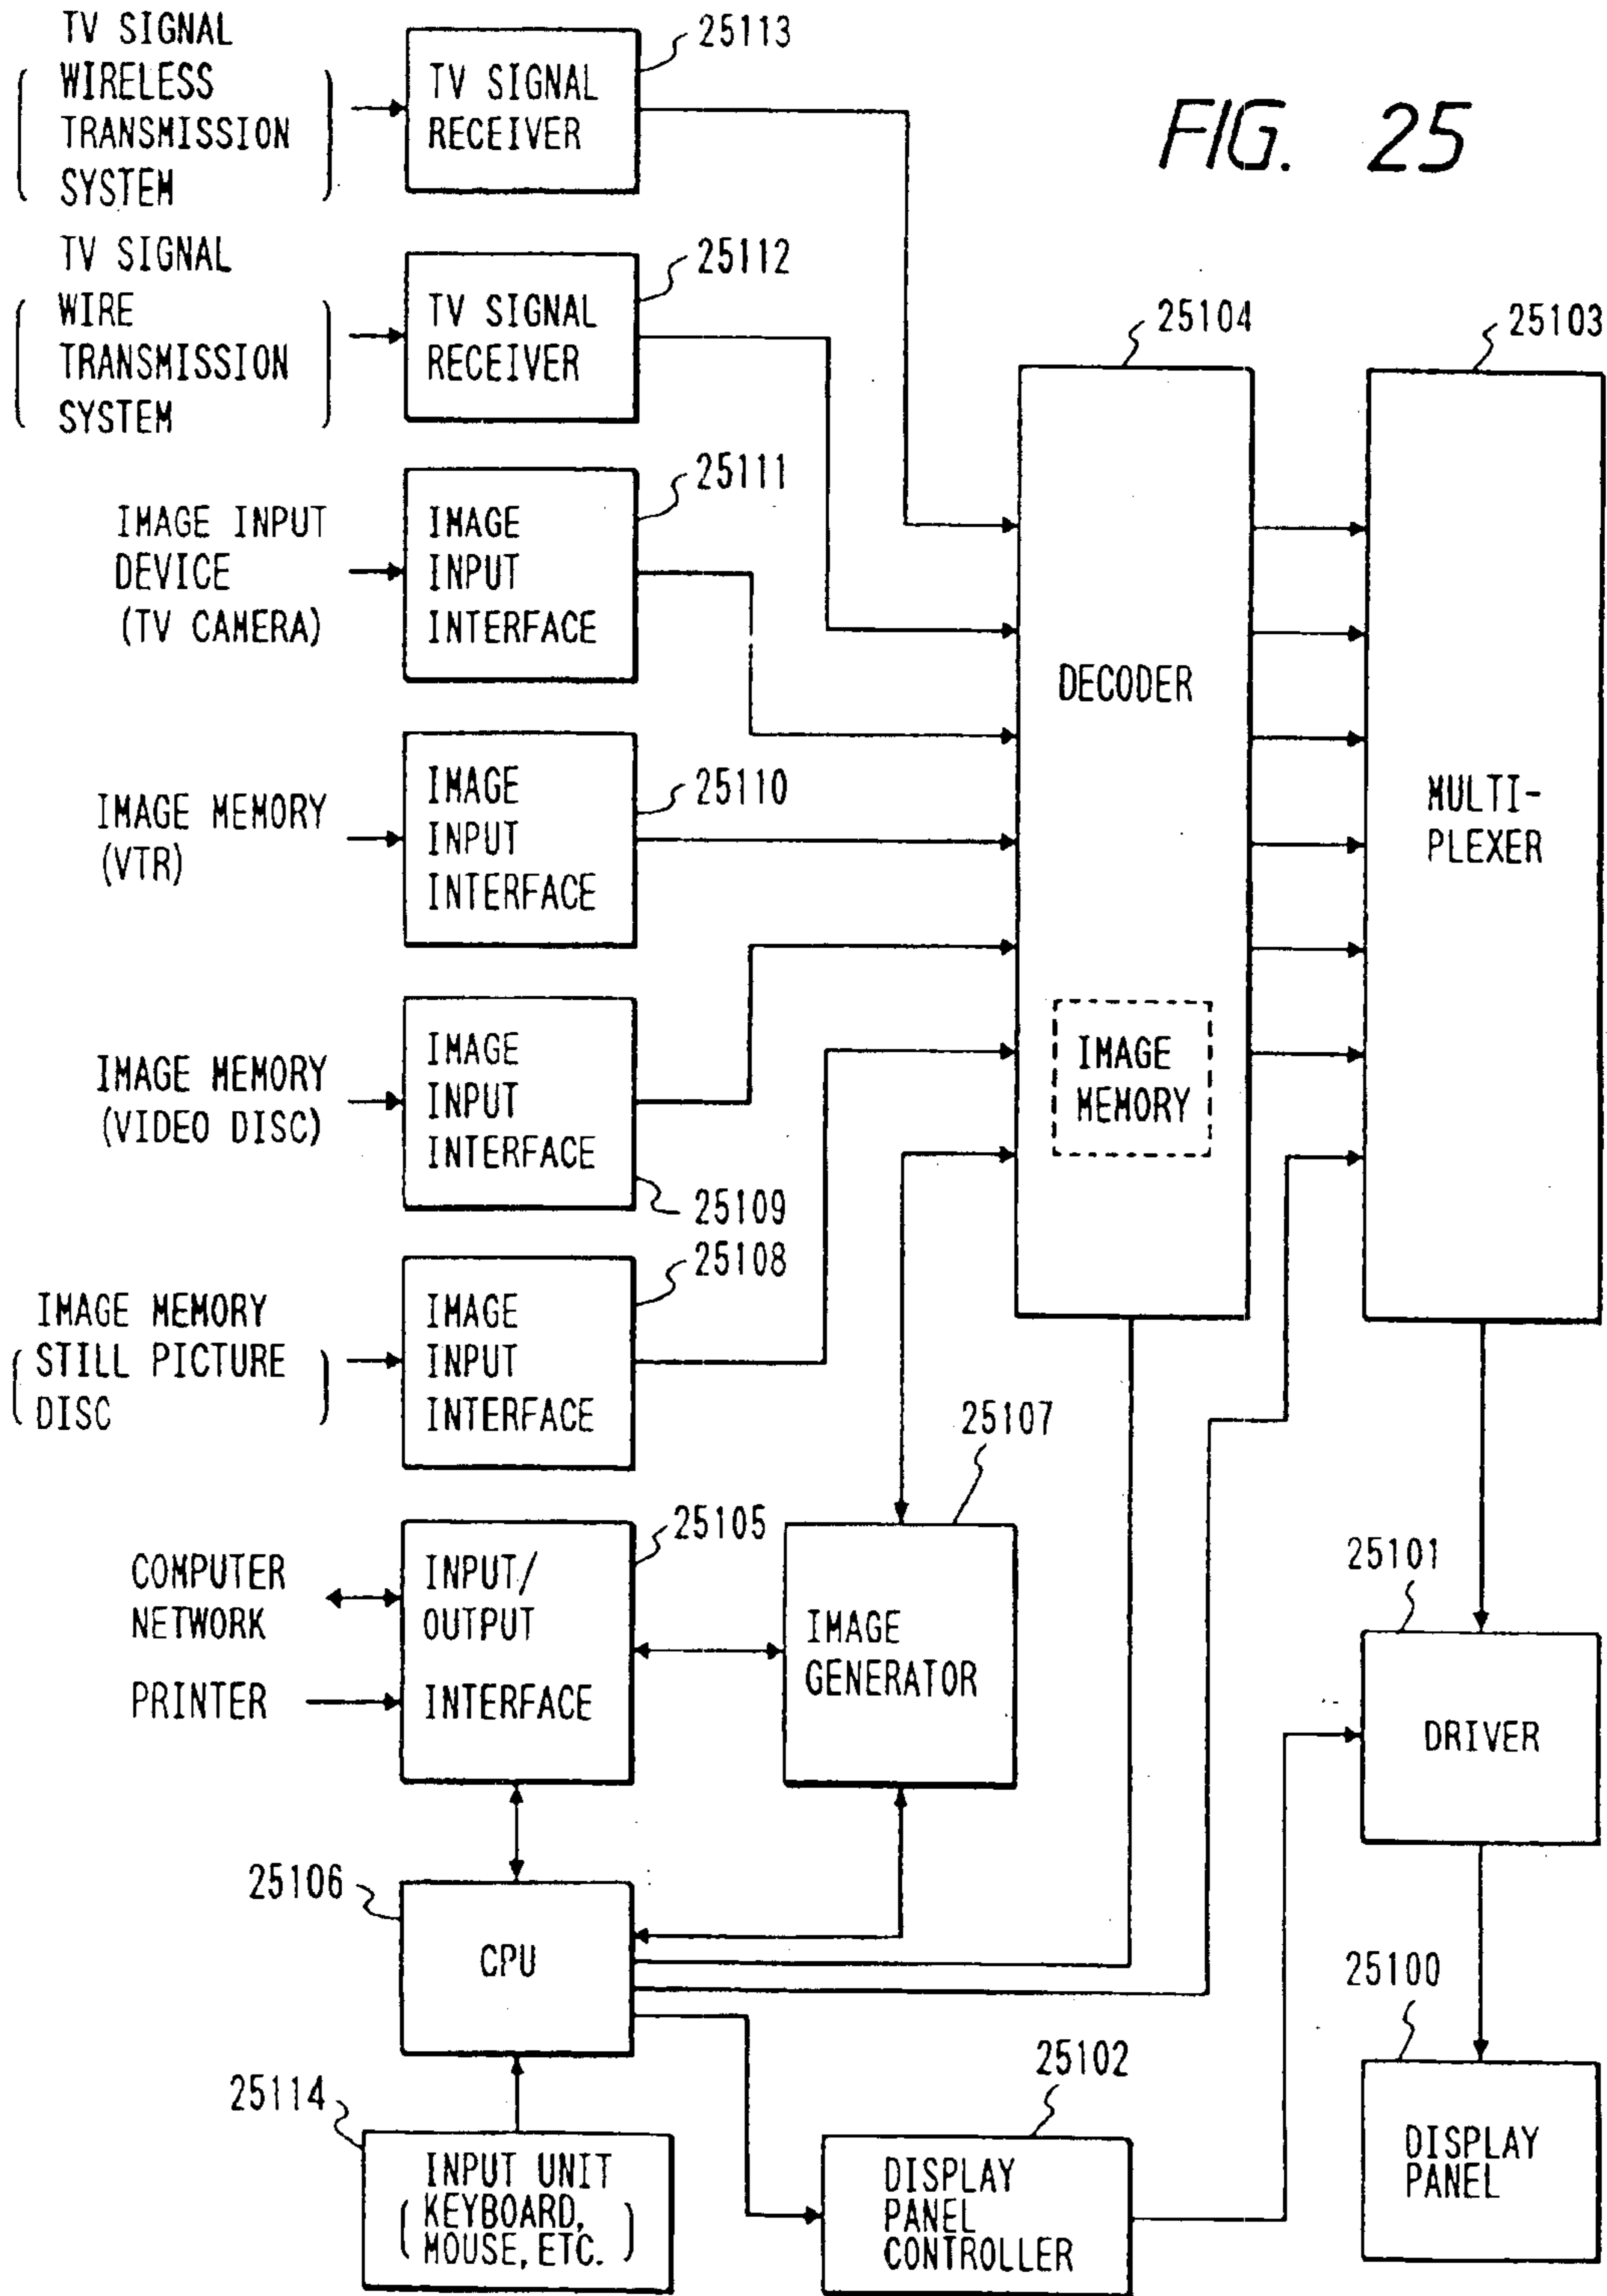 FIG. 25
TV SIGNAL
WIRELESS
TRANSMISSION
SYSTEM
TV SIGNAL
RECEIVER
25113
TV SIGNAL
WIRE
TRANSMISSION
SYSTEM
TV SIGNAL
RECEIVER
25112
IMAGE INPUT
DEVICE
(TV CAMERA)
IMAGE
INPUT
INTERFACE
25111
IMAGE MEMORY
(VTR)
IMAGE
INPUT
INTERFACE
25110
IMAGE MEMORY
(VIDEO DISC)
IMAGE
INPUT
INTERFACE
25109
IMAGE MEMORY
STILL PICTURE
DISC
IMAGE
INPUT
INTERFACE
25108
25104
DECODER
IMAGE
MEMORY
25103
MULTI-
PLEXER
COMPUTER
NETWORK
PRINTER
INPUT/
OUTPUT
INTERFACE
25105
25107
IMAGE
GENERATOR
25101
DRIVER
25106
CPU
25100
DISPLAY
PANEL
25114
INPUT UNIT
KEYBOARD,
MOUSE, ETC.
25102
DISPLAY
PANEL
CONTROLLER